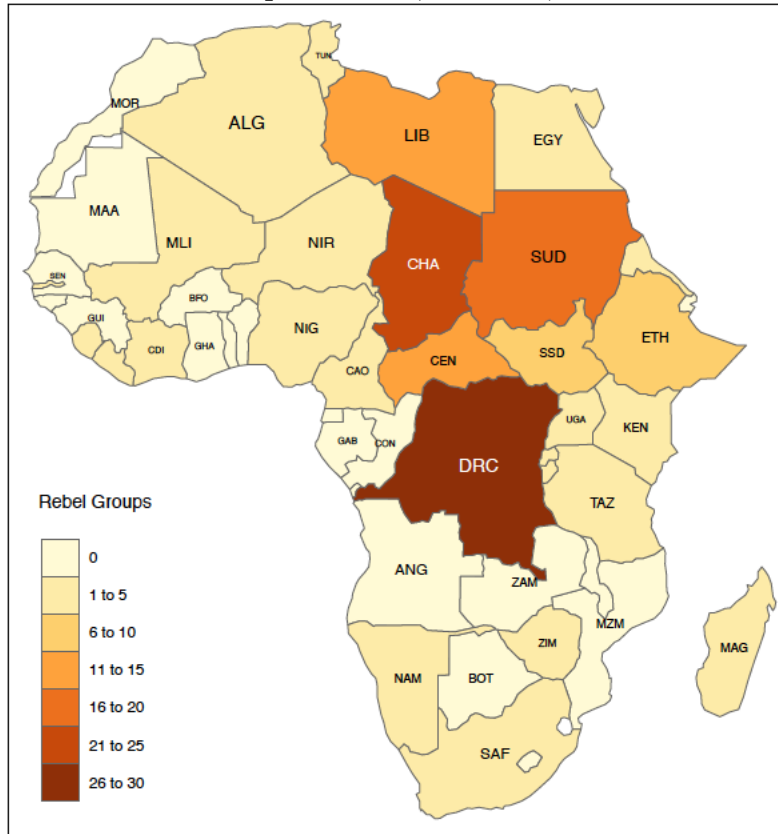 TUN
MOR
ALG
LIB
EGY
MAA
MLI
NIR
CHA
SUD
SEN
BFO
GUI
NIG
CDI
GHA
CEN
SSD
ETH
CAO
UGA
KEN
GAB
CON
DRC
TAZ
Rebel Groups
0
1 to 5
6 to 10
11 to 15
16 to 20
21 to 25
26 to 30
ANG
ZAM
MZM
ZIM
MAG
NAM
BOT
SAF